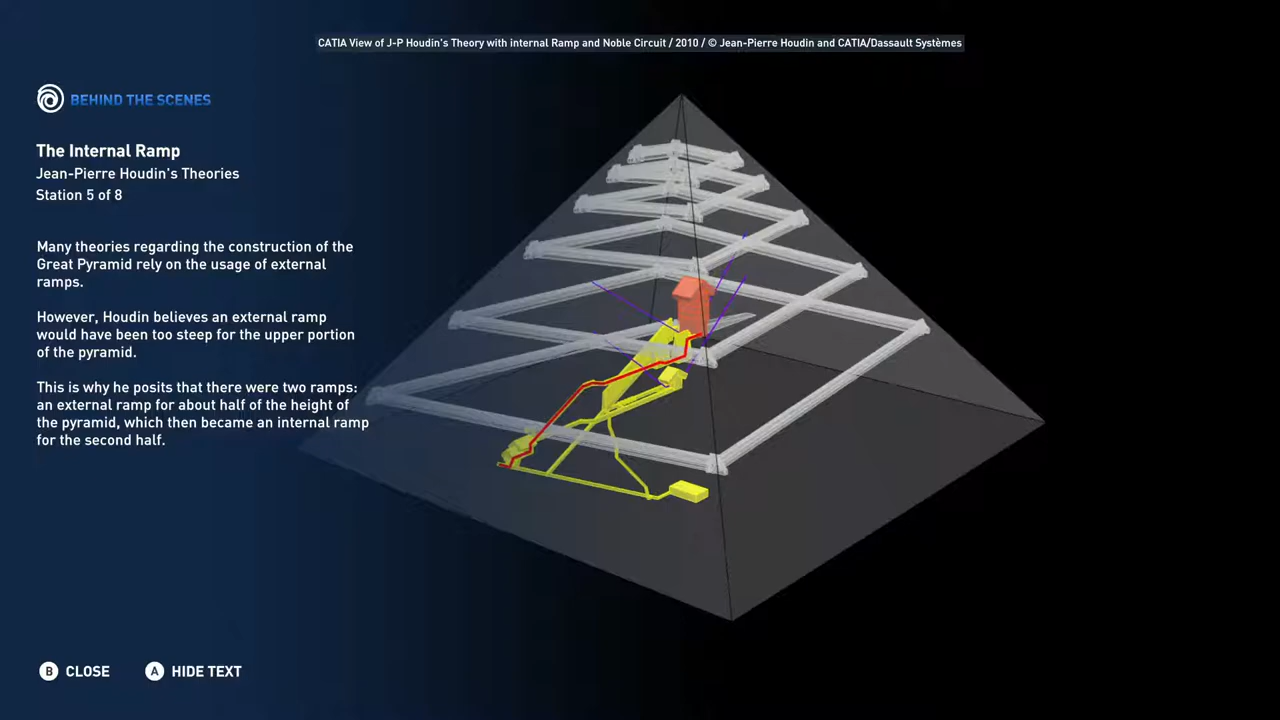 CATIA View of J-P Houdin's Theory with internal Ramp and Noble Circuit / 2010 / © Jean-Pierre Houdin and CATIA/Dassault Systèmes
BEHIND THE SCENES
The Internal Ramp
Jean-Pierre Houdin's Theories
Station 5 of 8
Many theories regarding the construction of the
Great Pyramid rely on the usage of external
ramps.
However, Houdin believes an external ramp
would have been too steep for the upper portion
of the pyramid.
This is why he posits that there were two ramps:
an external ramp for about half of the height of
the pyramid, which then became an internal ramp
for the second half.
B CLOSE A HIDE TEXT